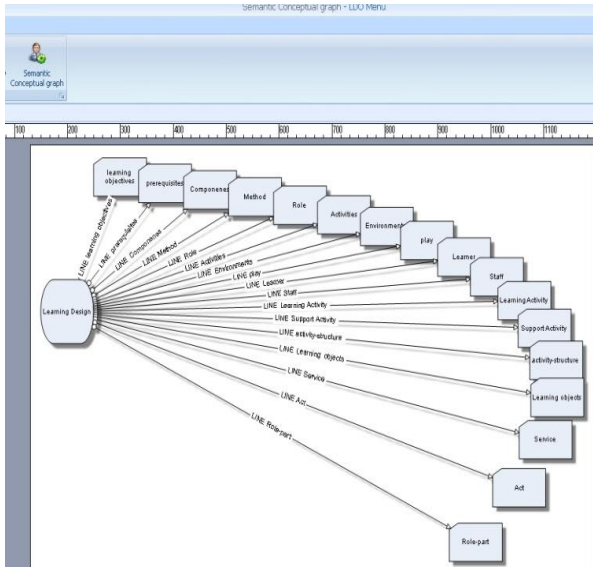 Semantic Conceptual graph - LDO Menu
Semantic
Conceptual graph
100 200 300 400 500 600 700 800 900 1000 1100
learning
objectives
prerequisites
Componenes
Method
Role
Activities
Environment
play
Learner
Staff
Learning Activity
Support Activity
activity-structure
Learning objects
Service
Act
Role-part
Learning Design
LINE learning objectives
LINE prerequisites
LINE Componenes
LINE Method
LINE Role
LINE Activities
LINE Environments
LINE play
LINE Learner
LINE Staff
LINE Learning Activity
LINE Support Activity
LINE activity-structure
LINE Learning objects
LINE Service
LINE Act
LINE Role-part